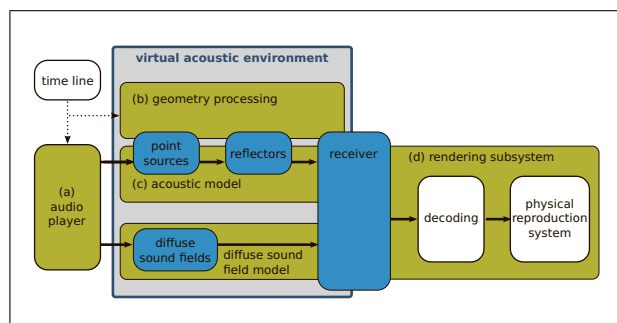 virtual acoustic environment
time line
(b) geometry processing
point
sources
reflectors
receiver
(d) rendering subsystem
(c) acoustic model
(a)
audio
player
decoding
physical
reproduction
system
diffuse
sound fields
diffuse sound
field model